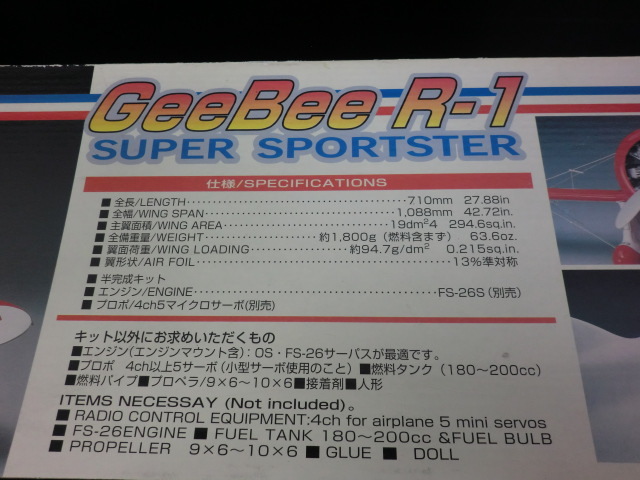 GeeBee R-1
SUPER SPORTSTER
仕様/SPECIFICATIONS
■ 全長/LENGTH 710mm 27.88in
■ 全幅/WING SPAN 1,088mm 42.72in.
■ 主翼面積/WING AREA 19dm²4 294.6sq.in.
■ 全備重量/WEIGHT 約1,800g (燃料含まず) 63.6oz.
■ 翼面荷重/WING LOADING 約94.7g/dm² 0.215sq.in.
■ 翼形状/AIR FOIL 13%準対称
■ 半完成キット
■ エンジン/ENGINE FS-26S (別売)
■ プロポ/4ch5マイクロサーボ(別売)
キット以外にお求めいただくもの
■エンジン(エンジンマウント含):OS・FS-26サーパスが最適です。
■プロポ 4ch以上5サーボ(小型サーボ使用のこと)■燃料タンク(180~200cc)
■燃料パイプ■プロペラ/9×6~10×6■接着剤■人形
ITEMS NECESSAY (Not included)。
■ RADIO CONTROL EQUIPMENT:4ch for airplane 5 mini servos
■ FS-26ENGINE ■ FUEL TANK 180~200cc &FUEL BULB
■ PROPELLER 9×6~10×6 ■ GLUE ■ DOLL